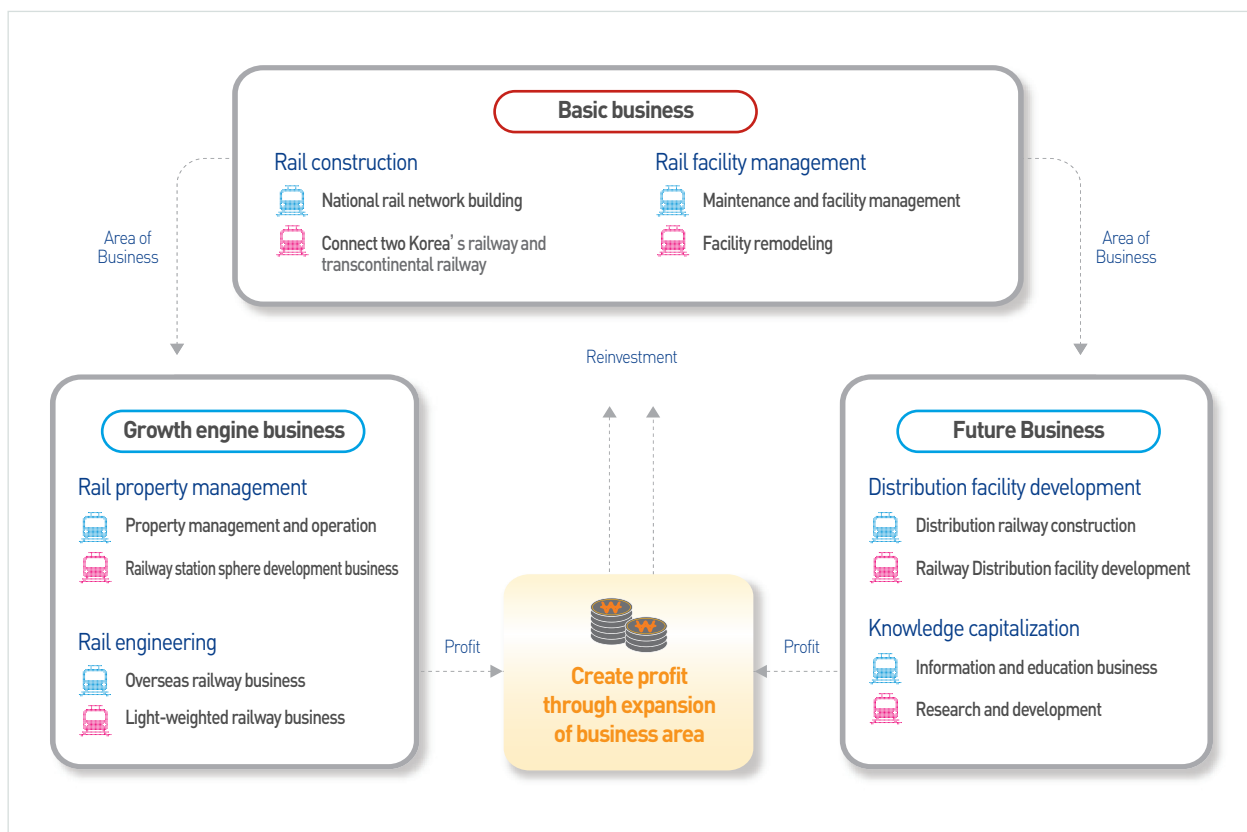 Basic business
Rail construction
National rail network building
Connect two Korea's railway and
transcontinental railway
Rail facility management
Maintenance and facility management
Facility remodeling
Area of
Business
Area of
Business
Reinvestment
Growth engine business
Rail property management
Property management and operation
Railway station sphere development business
Rail engineering
Overseas railway business
Light-weighted railway business
Profit
Create profit
through expansion
of business area
Profit
Future Business
Distribution facility development
Distribution railway construction
Railway Distribution facility development
Knowledge capitalization
Information and education business
Research and development